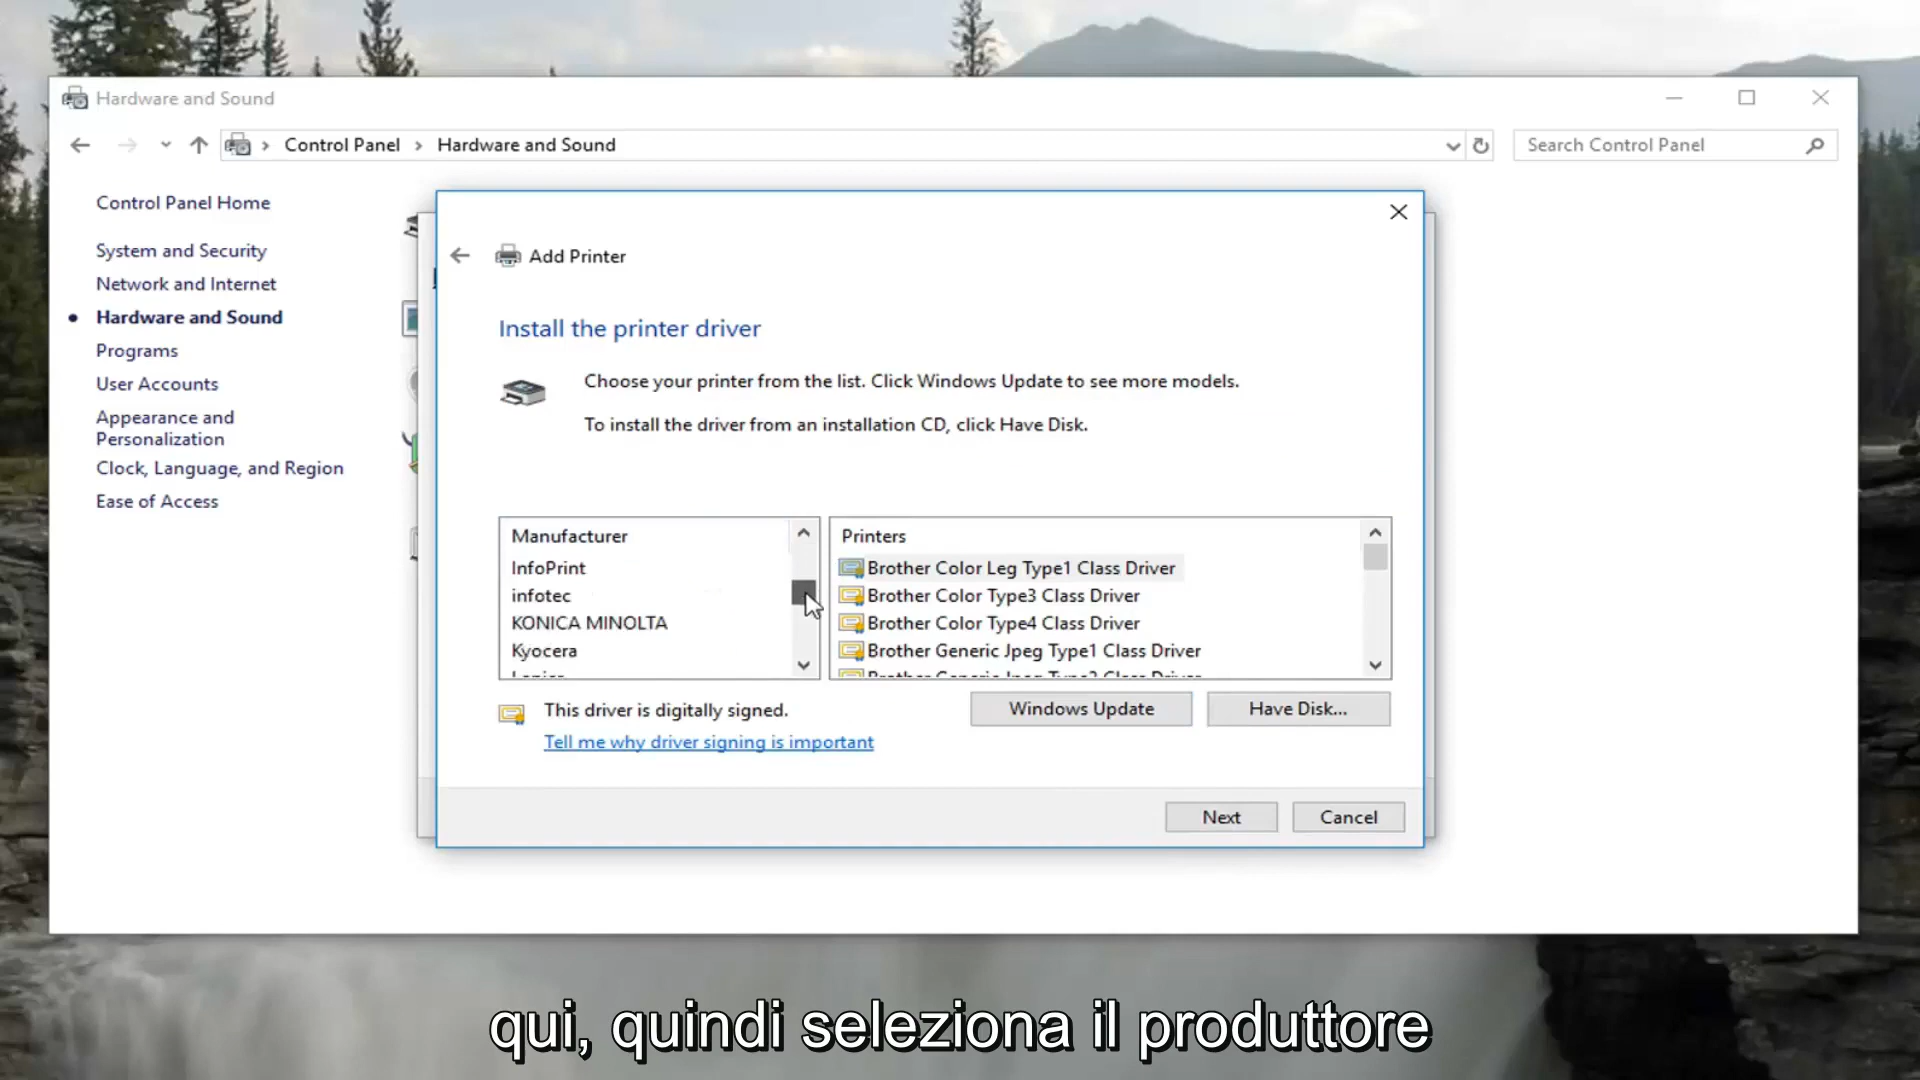 Hardware and Sound
Control Panel
Hardware and Sound
Search Control Panel
Control Panel Home
System and Security
Network and Internet
Hardware and Sound
Programs
User Accounts
Appearance and
Personalization
Clock, Language, and Region
Ease of Access
Add Printer
Install the printer driver
Choose your printer from the list. Click Windows Update to see more models.
To install the driver from an installation CD, click Have Disk.
Manufacturer
InfoPrint
infotec
KONICA MINOLTA
Kyocera
Printers
Brother Color Leg Type1 Class Driver
Brother Color Type3 Class Driver
Brother Color Type4 Class Driver
Brother Generic Jpeg Type1 Class Driver
This driver is digitally signed.
Tell me why driver signing is important
Windows Update
Have Disk...
Next
Cancel
qui, quindi seleziona il produttore